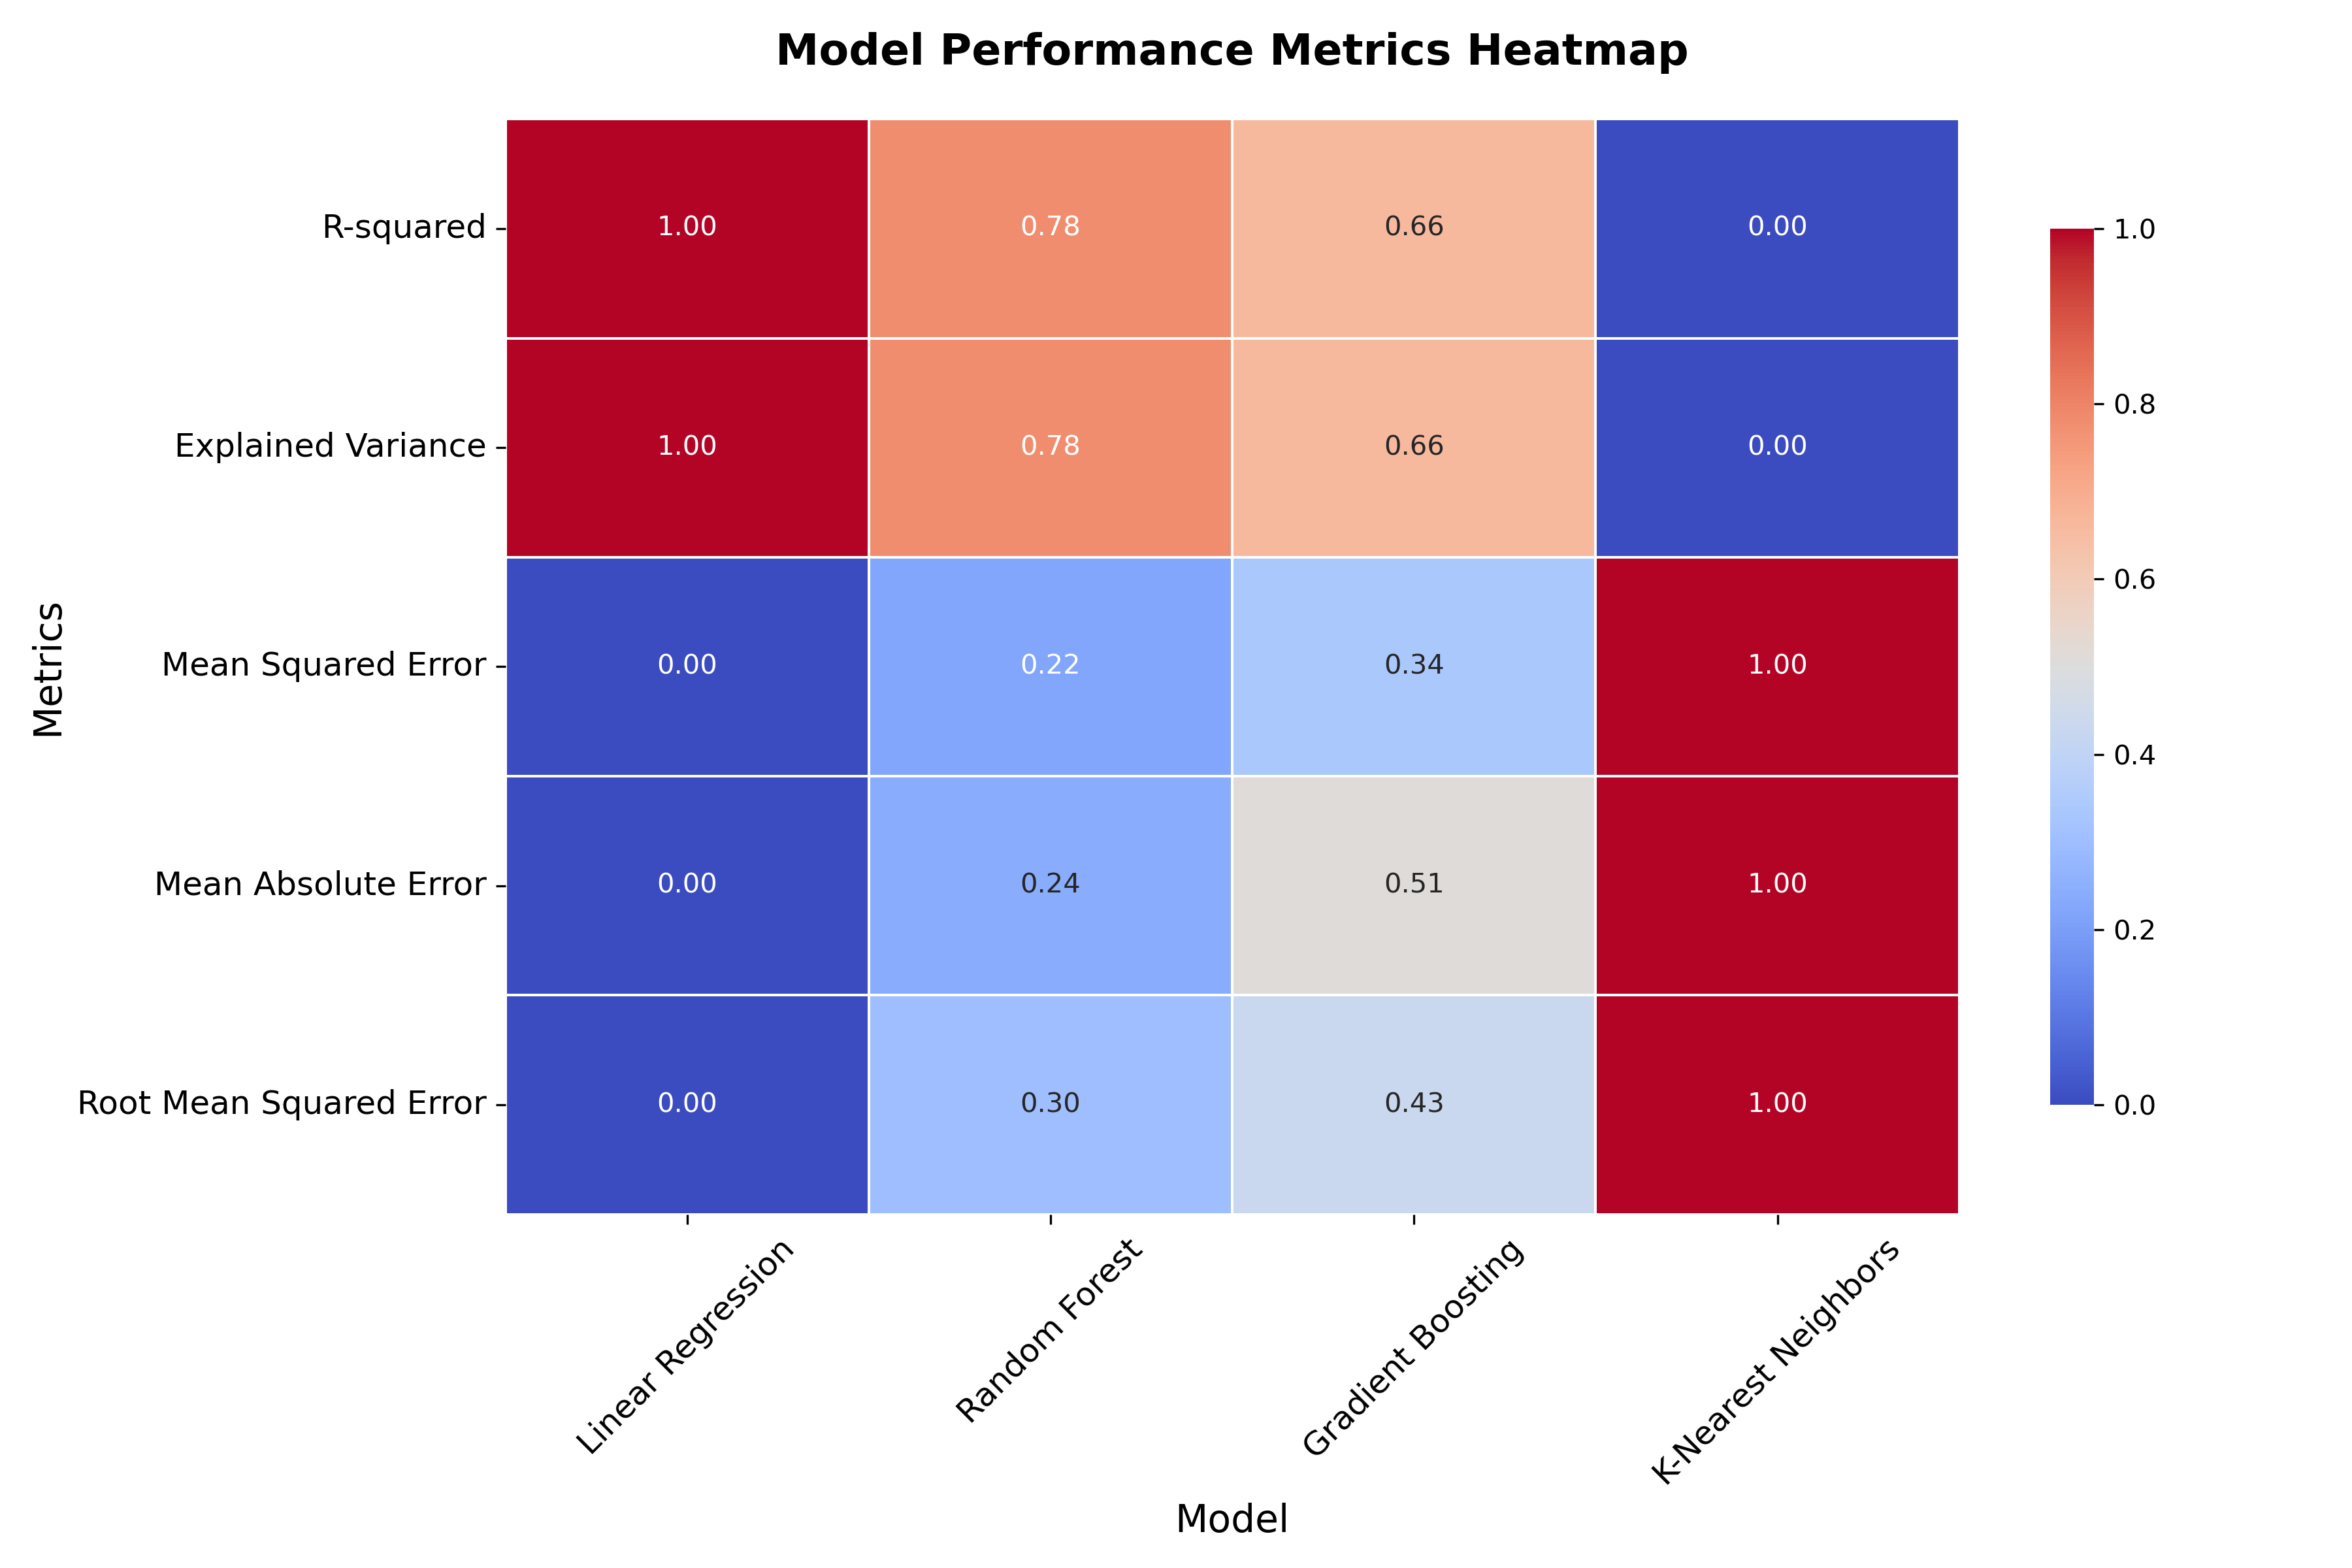 Model Performance Metrics Heatmap
R-squared 1.00 0.78 0.66 0.00
Explained Variance 1.00 0.78 0.66 0.00
Mean Squared Error 0.00 0.22 0.34 1.00
Mean Absolute Error 0.00 0.24 0.51 1.00
Root Mean Squared Error 0.00 0.30 0.43 1.00
Metrics
Linear Regression
Random Forest
Gradient Boosting
K-Nearest Neighbors
Model
1.0
0.8
0.6
0.4
0.2
0.0